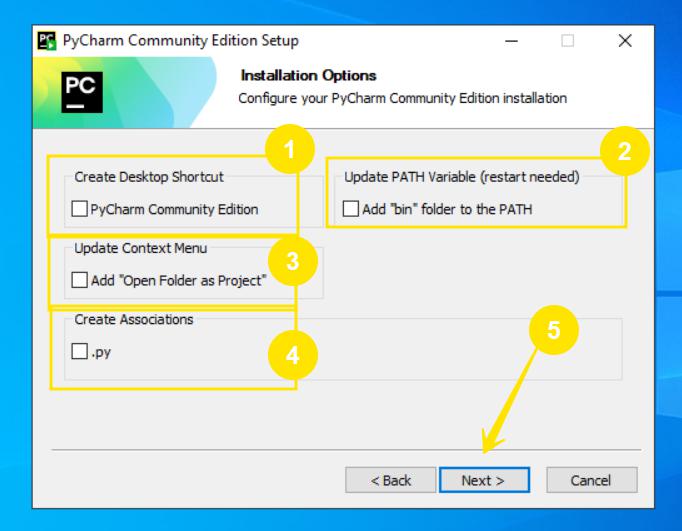 PC PyCharm Community Edition Setup
PC
Installation Options
Configure your PyCharm Community Edition installation
1
2
Create Desktop Shortcut
Update PATH Variable (restart needed)
PyCharm Community Edition
Add "bin" folder to the PATH
Update Context Menu
3
Add "Open Folder as Project"
Create Associations
5
.py
4
< Back
Next >
Cancel